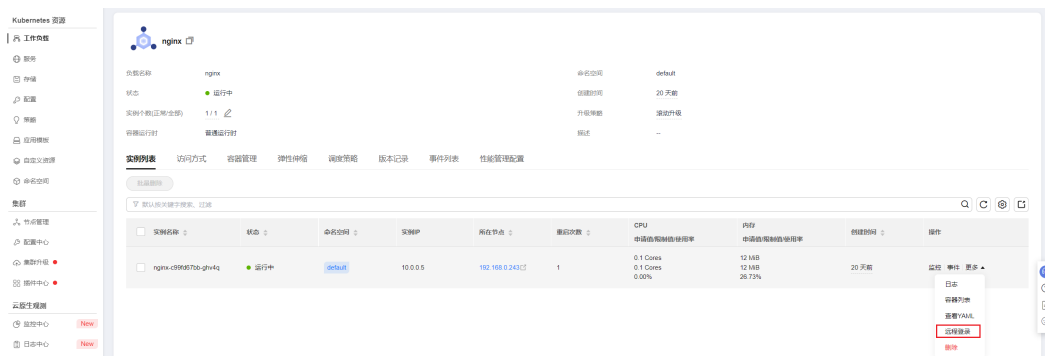 Kubernetes 资源
工作负载
服务
存储
配置
策略
应用模板
自定义资源
命名空间
集群
节点管理
配置中心
集群升级
插件中心
云原生观测
监控中心 New
日志中心 New
nginx
负载名称 nginx 命名空间 default
状态 运行中 创建时间 20 天前
实例个数(正常/全部) 1 / 1 升级策略 滚动升级
容器运行时 普通运行时 描述 --
实例列表 访问方式 容器管理 弹性伸缩 调度策略 版本记录 事件列表 性能管理配置
批量删除
默认按关键字搜索、过滤
实例名称 状态 命名空间 实例IP 所在节点 重启次数 CPU 申请值/限制值/使用率 内存 申请值/限制值/使用率 创建时间 操作
nginx-c99fd67bb-ghv4q 运行中 default 10.0.0.5 192.168.0.243 1 0.1 Cores 0.1 Cores 0.00% 12 MiB 12 MiB 26.73% 20 天前 监控 事件 更多
日志
容器列表
查看YAML
远程登录
删除